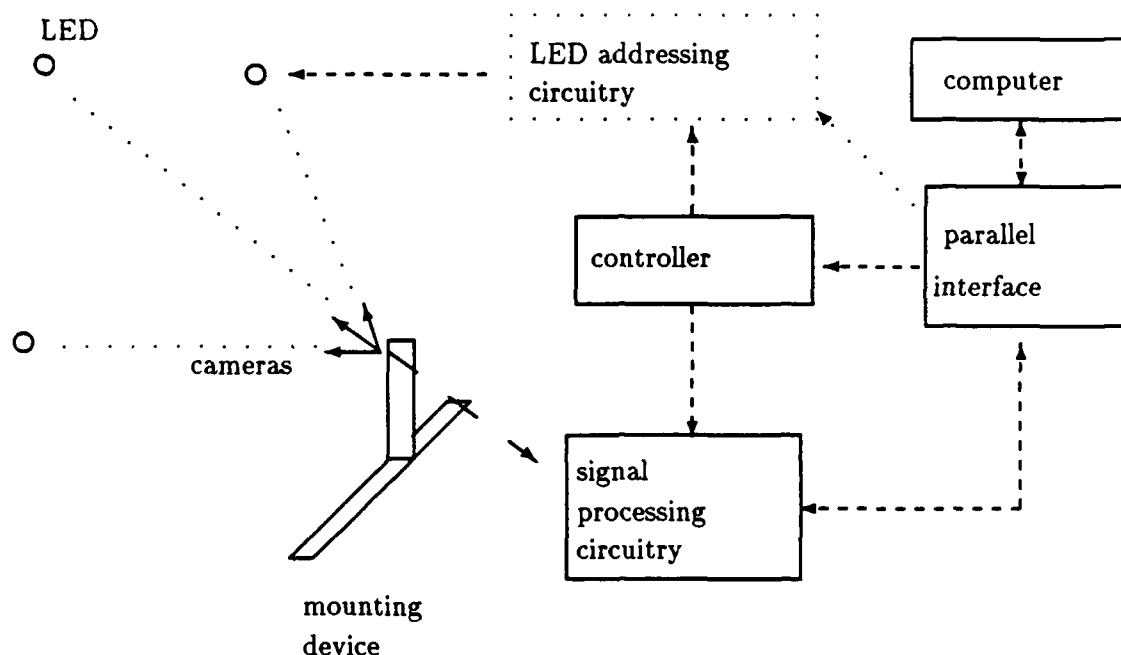 LED
LED addressing
circuitry
computer
controller
parallel
interface
cameras
signal
processing
circuitry
mounting
device